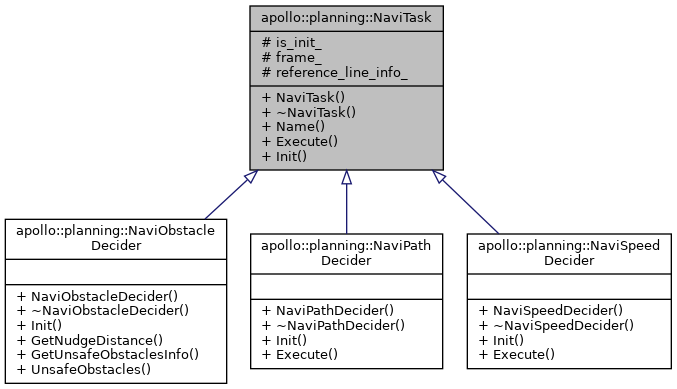 apollo::planning::NaviTask
# is_init_
# frame_
# reference_line_info_
+ NaviTask()
+ ~NaviTask()
+ Name()
+ Execute()
+ Init()
apollo::planning::NaviObstacle
Decider
+ NaviObstacleDecider()
+ ~NaviObstacleDecider()
+ Init()
+ GetNudgeDistance()
+ GetUnsafeObstaclesInfo()
+ UnsafeObstacles()
apollo::planning::NaviPath
Decider
+ NaviPathDecider()
+ ~NaviPathDecider()
+ Init()
+ Execute()
apollo::planning::NaviSpeed
Decider
+ NaviSpeedDecider()
+ ~NaviSpeedDecider()
+ Init()
+ Execute()